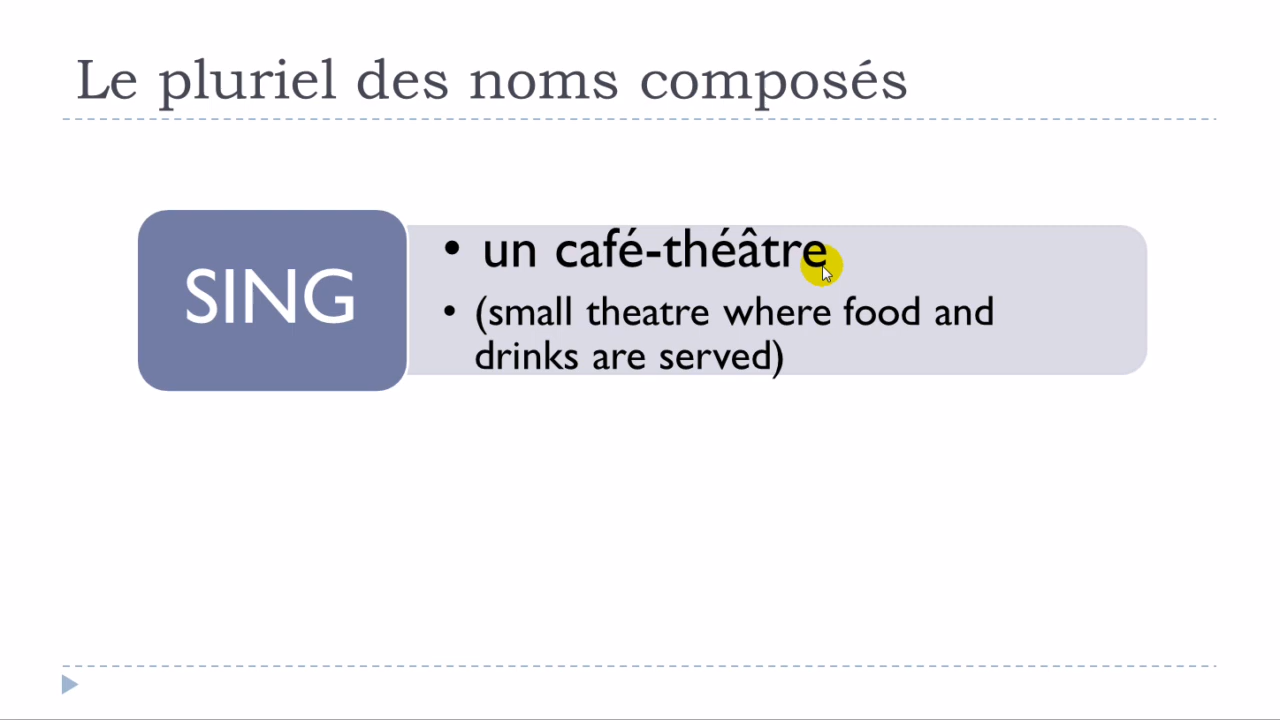 Le pluriel des noms composés
SING
• un café-théâtre
• (small theatre where food and
drinks are served)